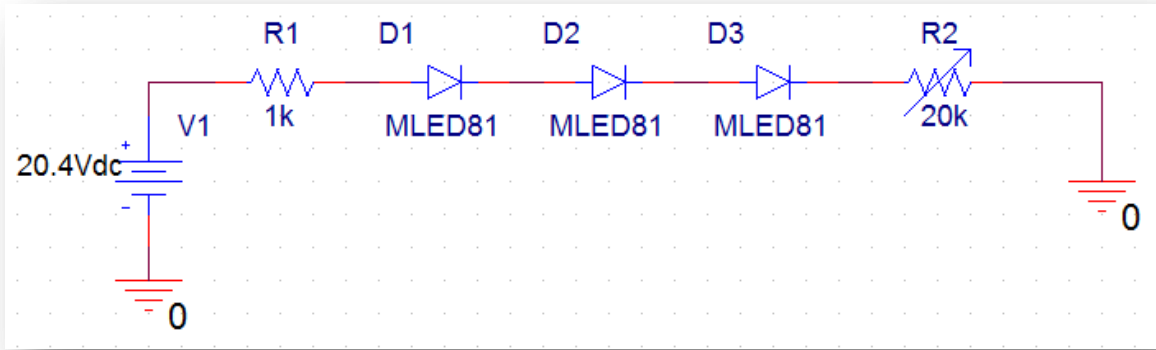 R1 D1 D2 D3 R2
V1 1k MLED81 MLED81 MLED81 20k
+
20.4Vdc
-
0
0